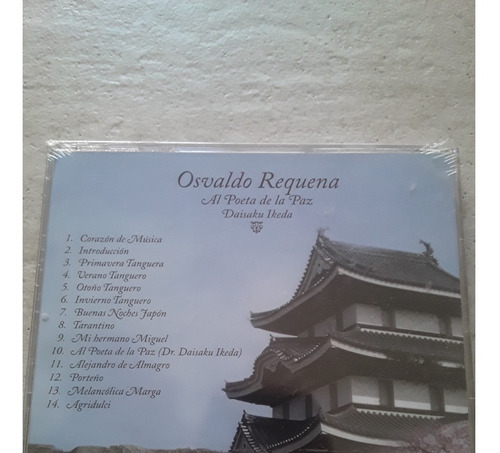 Osvaldo Requena
Al Poeta de la Paz
Daisaku Ikeda
1. Corazón de Música
2. Introducción
3. Primavera Tanguera
4. Verano Tanguero
5. Otoño Tanguero
6. Invierno Tanguero
7. Buenas Noches Japón
8. Tarantino
9. Mi hermano Miguel
10. Al Poeta de la Paz (Dr. Daisaku Ikeda)
11. Alejandro de Almagro
12. Porteño
13. Melancólica Marga
14. Agridulci